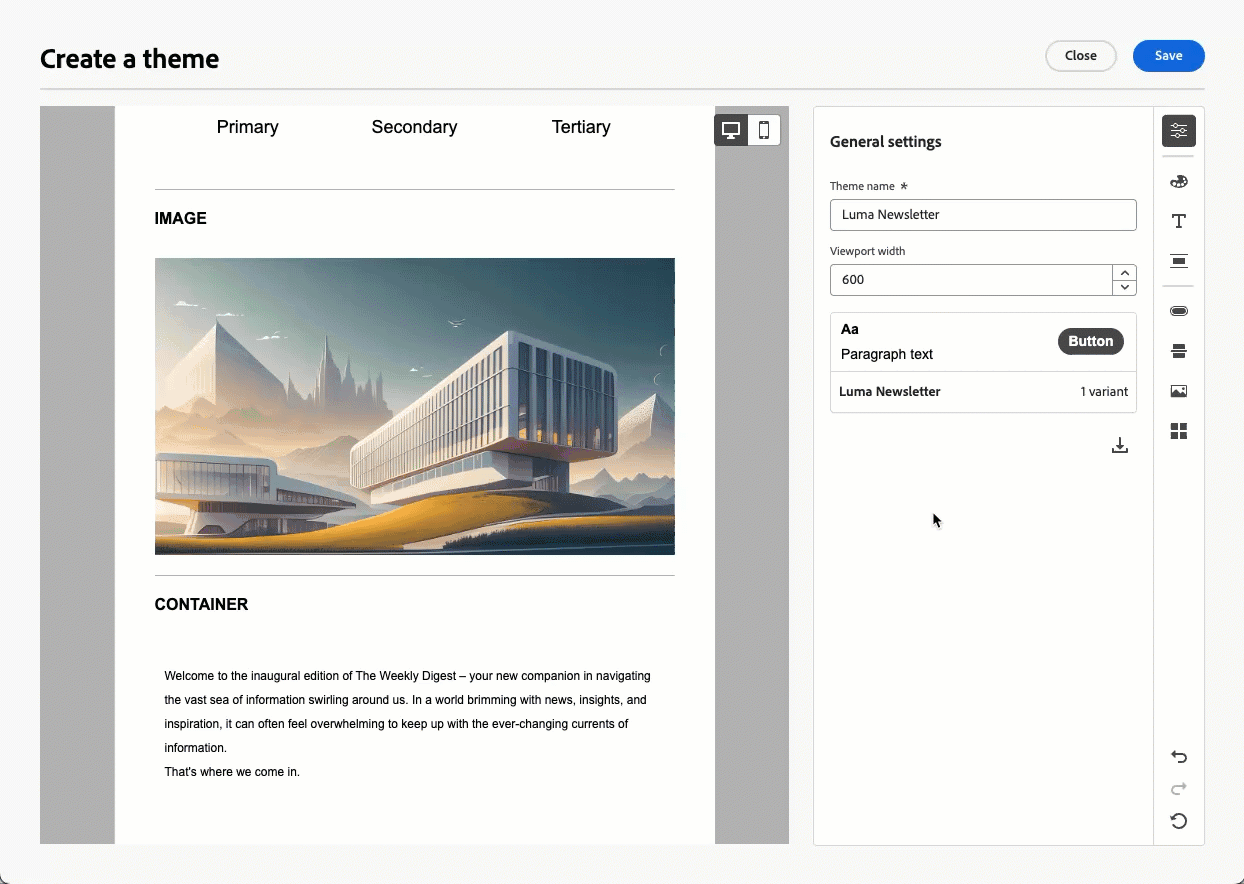 Create a theme
Close
Save
Primary
Secondary
Tertiary
IMAGE
CONTAINER
Welcome to the inaugural edition of The Weekly Digest – your new companion in navigating
the vast sea of information swirling around us. In a world brimming with news, insights, and
inspiration, it can often feel overwhelming to keep up with the ever-changing currents of
information.
That's where we come in.
General settings
Theme name *
Luma Newsletter
Viewport width
600
Aa
Paragraph text
Button
Luma Newsletter
1 variant